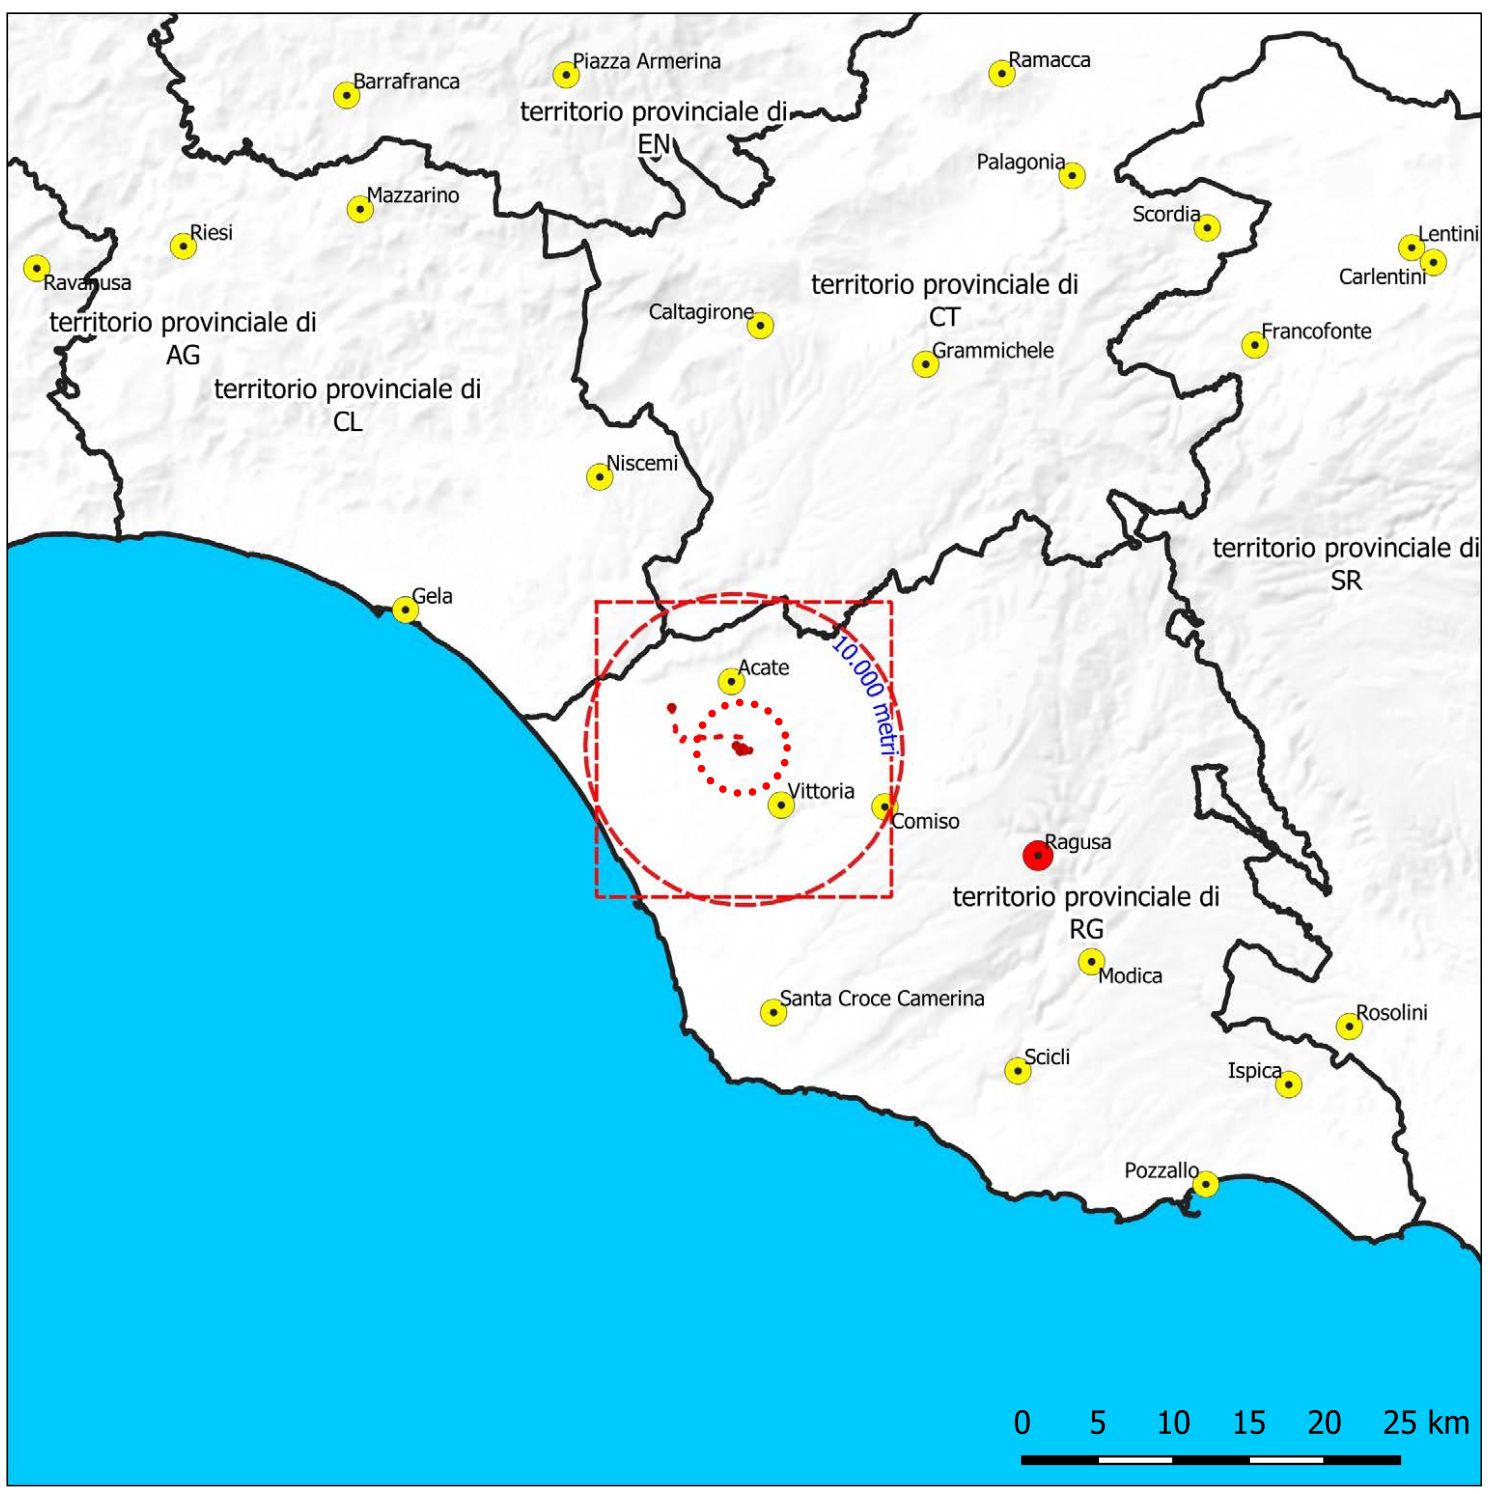 Piazza Armerina
Ramacca
Barrafranca
territorio provinciale di
EN
Palagonia
Mazzarino
Scordia
Riesi
Lentini
Ravanusa
Carlentini
territorio provinciale di
CT
Caltagirone
territorio provinciale di
AG
Francofonte
Grammichele
territorio provinciale di
CL
Niscemi
territorio provinciale di
SR
Gela
Acate
10.000 metri
Vittoria
Comiso
Ragusa
territorio provinciale di
RG
Modica
Santa Croce Camerina
Rosolini
Scicli
Ispica
Pozzallo
0 5 10 15 20 25 km